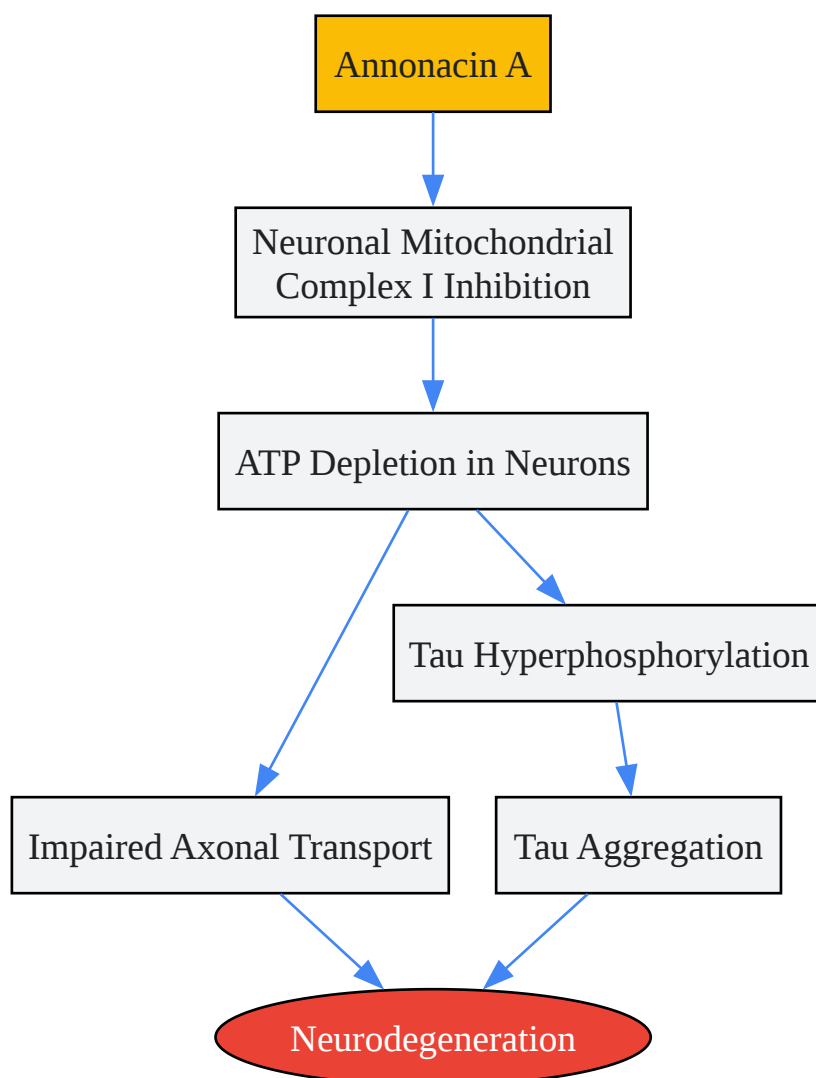 Annonacin A
Neuronal Mitochondrial
Complex I Inhibition
ATP Depletion in Neurons
Tau Hyperphosphorylation
Impaired Axonal Transport
Tau Aggregation
Neurodegeneration